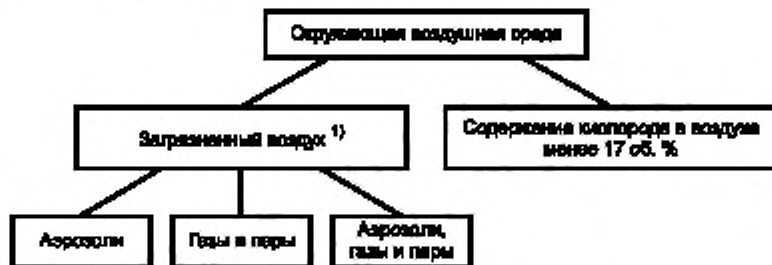 Окружающая воздушная среда
Загрязненный воздух 1)
Содержание кислорода в воздухе
менее 17 об. %
Аэрозоли
Газы и пары
Аэрозоли,
газы и пары